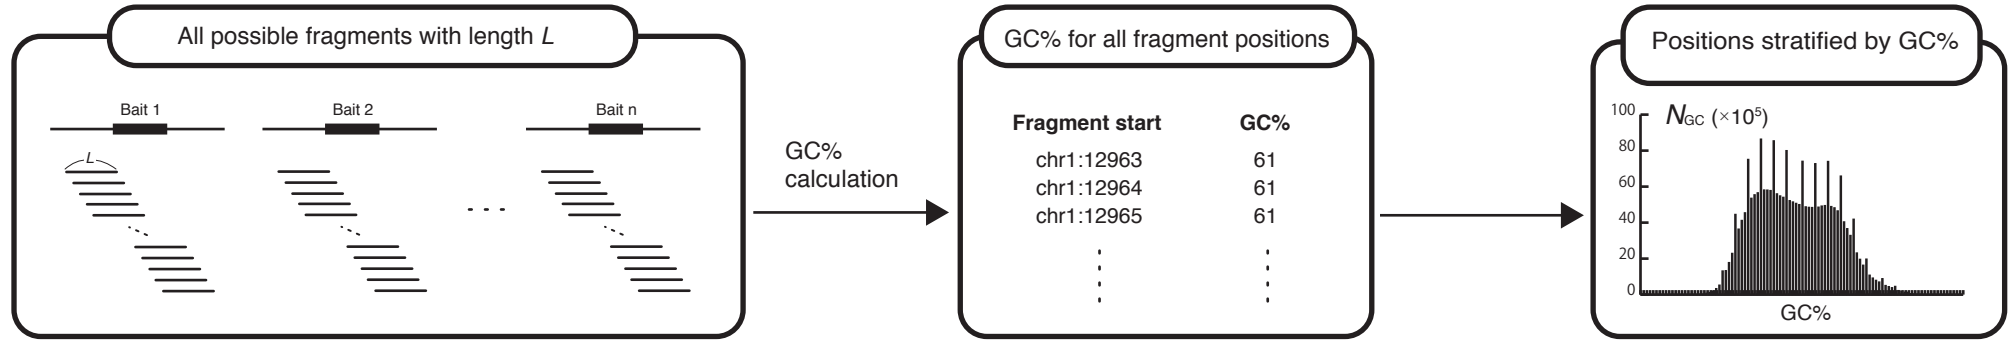 All possible fragments with length L
Bait 1
Bait 2
Bait n
L
. . .
GC%
calculation
GC% for all fragment positions
Fragment start GC%
chr1:12963 61
chr1:12964 61
chr1:12965 61
Positions stratified by GC%
NGC (×10⁵)
100
80
60
40
20
0
GC%